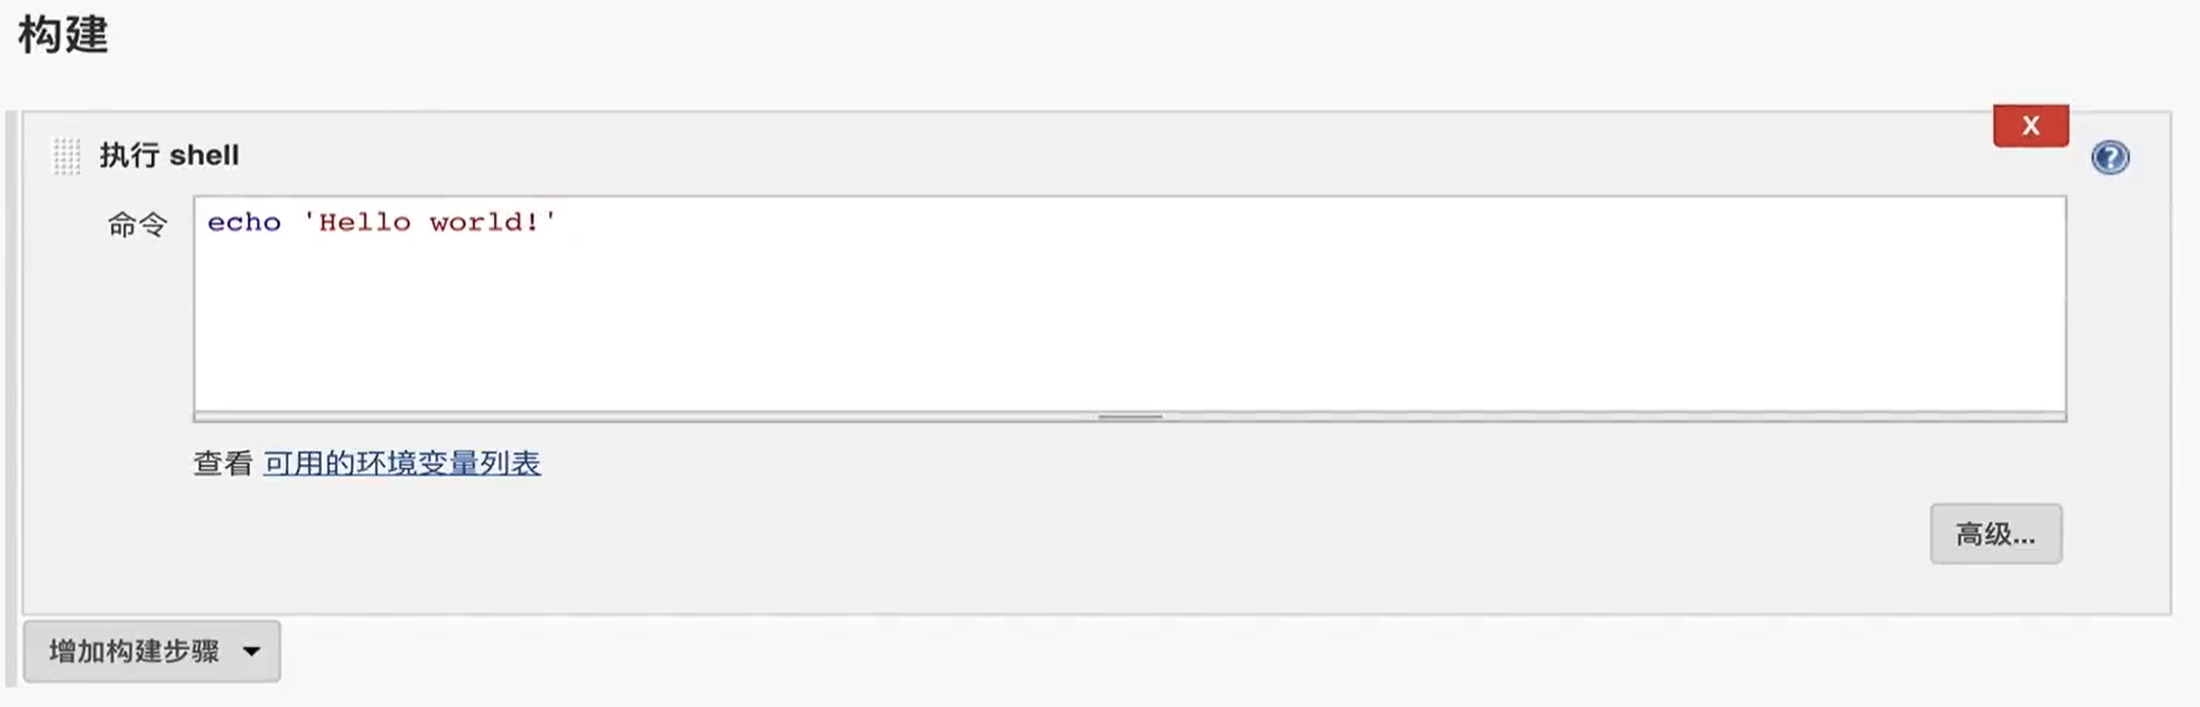 构建
X
执行 shell
?
命令
echo 'Hello world!'
查看 可用的环境变量列表
高级...
增加构建步骤